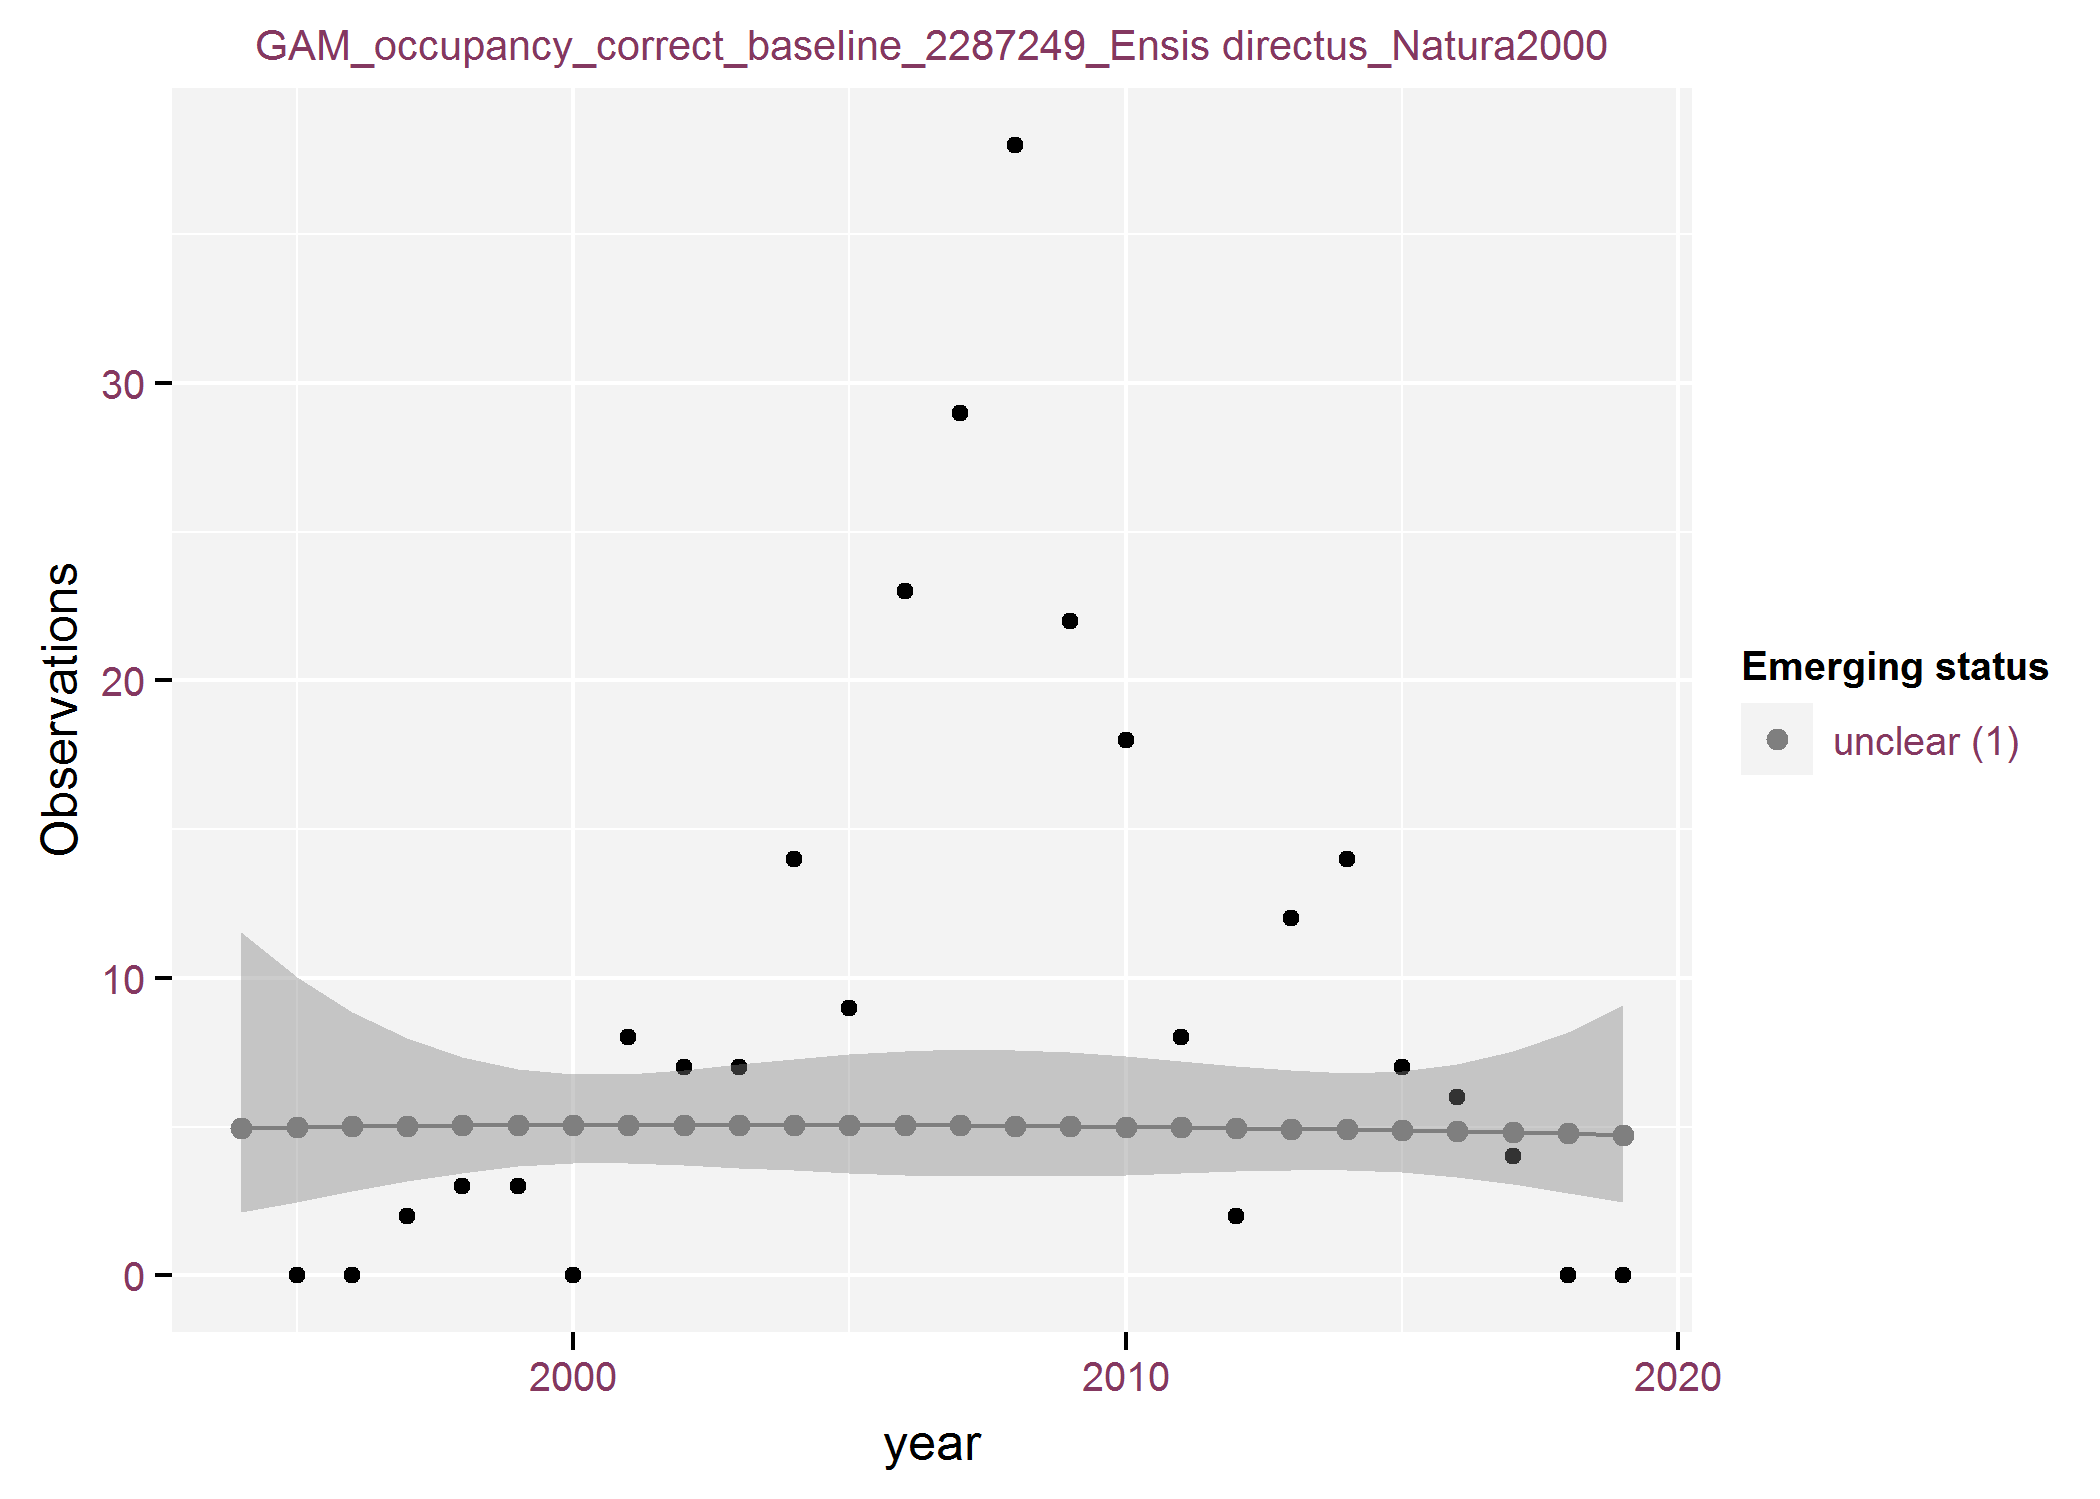 GAM_occupancy_correct_baseline_2287249_Ensis directus_Natura2000
Observations
30
20
10
0
2000
2010
2020
year
Emerging status
unclear (1)